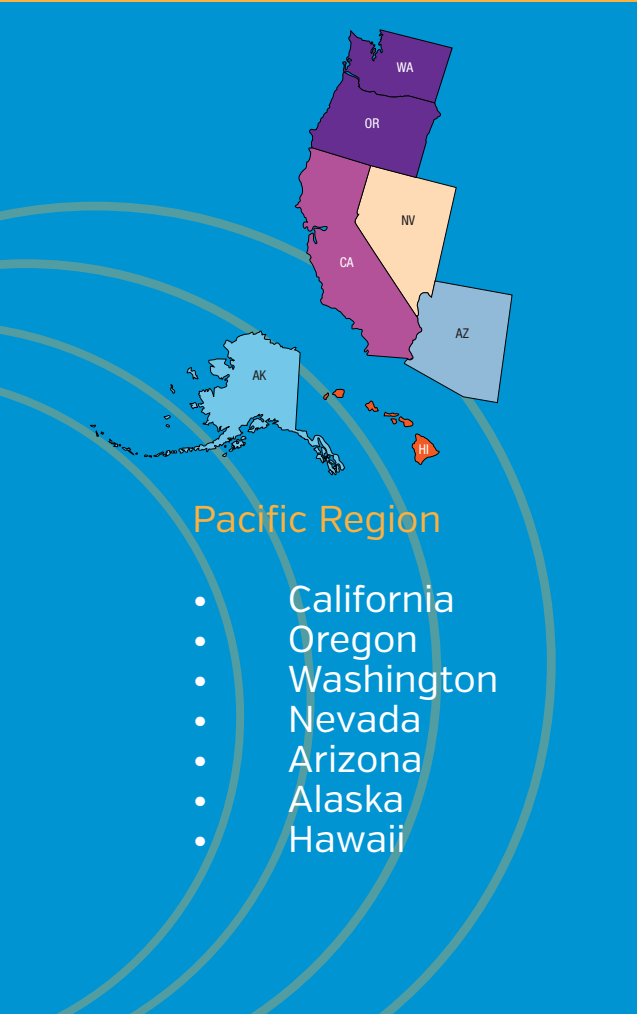 WA
OR
NV
CA
AZ
AK
HI
Pacific Region
• California
• Oregon
• Washington
• Nevada
• Arizona
• Alaska
• Hawaii